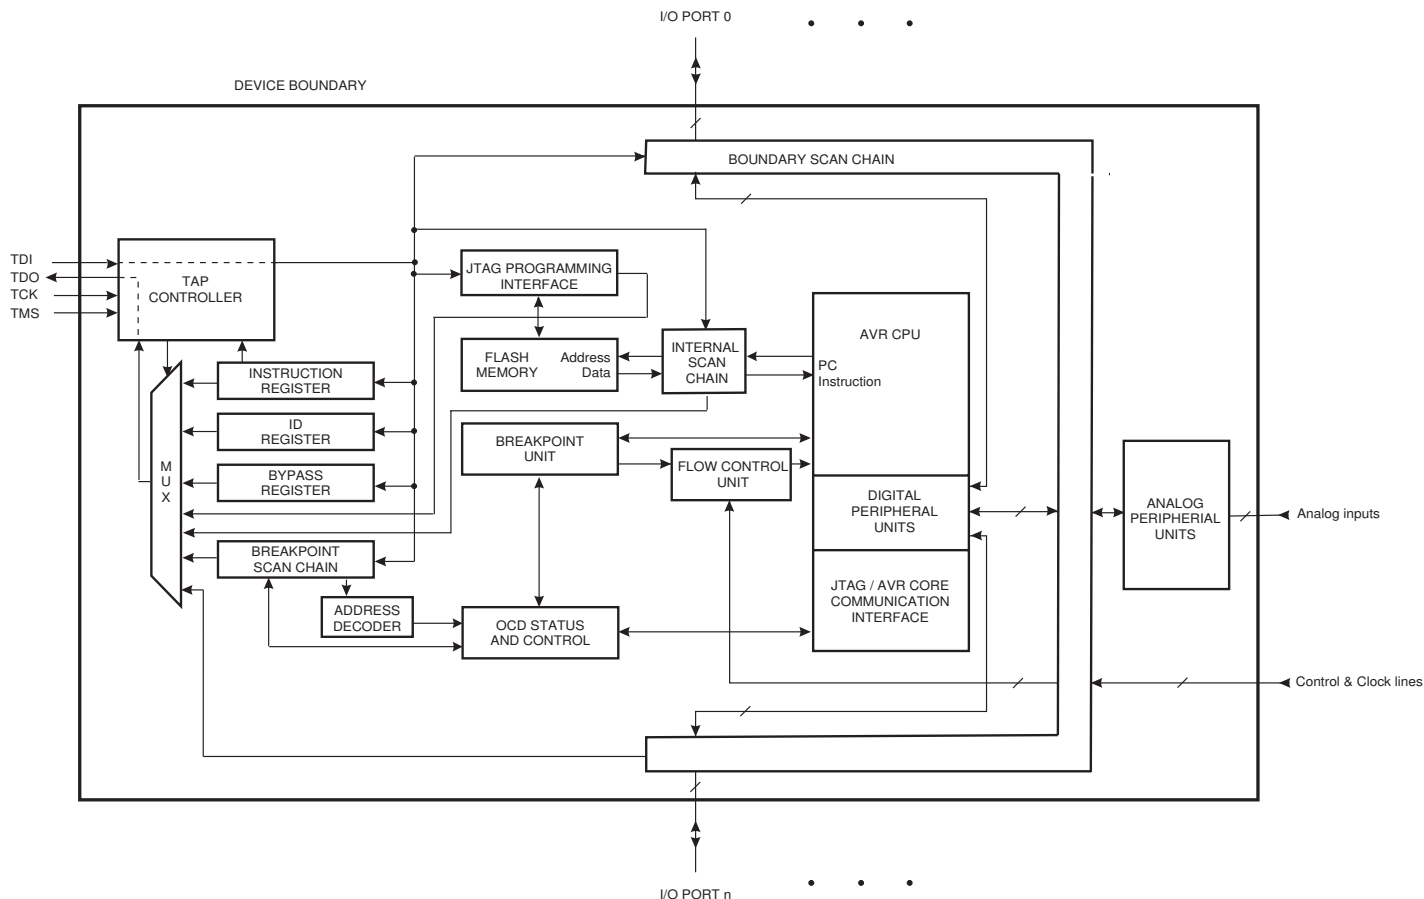 I/O PORT 0
DEVICE BOUNDARY
BOUNDARY SCAN CHAIN
TDI
TDO
TCK
TMS
TAP
CONTROLLER
JTAG PROGRAMMING
INTERFACE
AVR CPU
FLASH
MEMORY
Address
Data
INTERNAL
SCAN
CHAIN
PC
Instruction
INSTRUCTION
REGISTER
ID
REGISTER
BREAKPOINT
UNIT
FLOW CONTROL
UNIT
M
U
X
BYPASS
REGISTER
DIGITAL
PERIPHERAL
UNITS
ANALOG
PERIPHERIAL
UNITS
Analog inputs
BREAKPOINT
SCAN CHAIN
ADDRESS
DECODER
OCD STATUS
AND CONTROL
JTAG / AVR CORE
COMMUNICATION
INTERFACE
Control & Clock lines
I/O PORT n